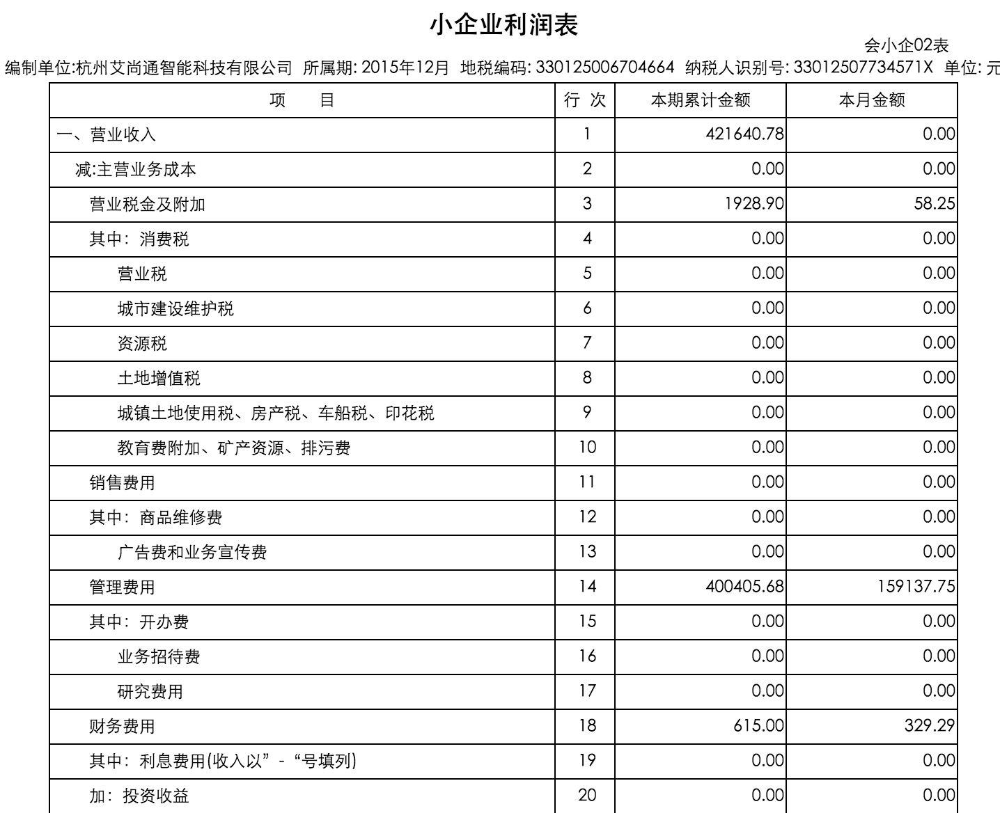 小企业利润表
会小企02表
编制单位:杭州艾尚通智能科技有限公司 所属期: 2015年12月 地税编码: 330125006704664 纳税人识别号: 33012507734571X 单位: 元
项 目 行 次 本期累计金额 本月金额
一、营业收入 1 421640.78 0.00
减:主营业务成本 2 0.00 0.00
营业税金及附加 3 1928.90 58.25
其中：消费税 4 0.00 0.00
营业税 5 0.00 0.00
城市建设维护税 6 0.00 0.00
资源税 7 0.00 0.00
土地增值税 8 0.00 0.00
城镇土地使用税、房产税、车船税、印花税 9 0.00 0.00
教育费附加、矿产资源、排污费 10 0.00 0.00
销售费用 11 0.00 0.00
其中：商品维修费 12 0.00 0.00
广告费和业务宣传费 13 0.00 0.00
管理费用 14 400405.68 159137.75
其中：开办费 15 0.00 0.00
业务招待费 16 0.00 0.00
研究费用 17 0.00 0.00
财务费用 18 615.00 329.29
其中：利息费用(收入以”-“号填列) 19 0.00 0.00
加：投资收益 20 0.00 0.00